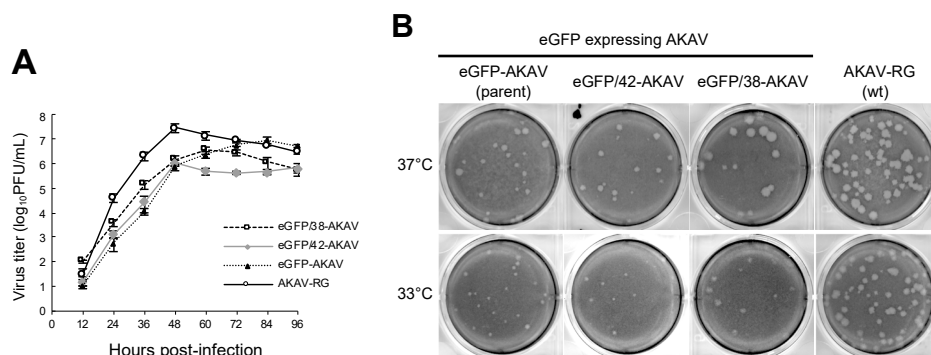 A
Virus titer (log10PFU/mL)
8
7
6
5
4
3
2
1
0
0 12 24 36 48 60 72 84 96
Hours post-infection
eGFP/38-AKAV
eGFP/42-AKAV
eGFP-AKAV
AKAV-RG
B
eGFP expressing AKAV
eGFP-AKAV
(parent)
eGFP/42-AKAV
eGFP/38-AKAV
AKAV-RG
(wt)
37°C
33°C